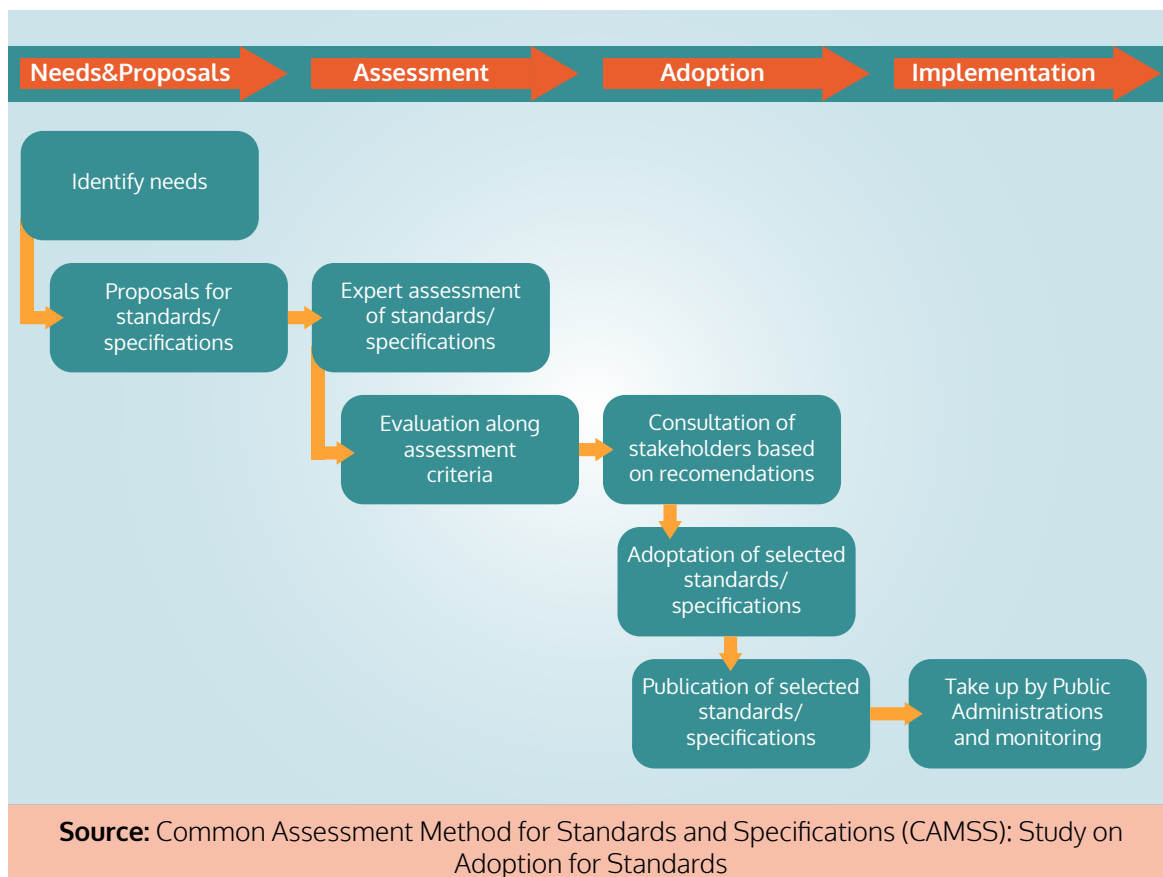 Needs&Proposals
Assessment
Adoption
Implementation
Identify needs
Proposals for
standards/
specifications
Expert assessment
of standards/
specifications
Evaluation along
assessment
criteria
Consultation of
stakeholders based
on recomendations
Adoptation of selected
standards/
specifications
Publication of selected
standards/
specifications
Take up by Public
Administrations
and monitoring
Source: Common Assessment Method for Standards and Specifications (CAMSS): Study on
Adoption for Standards